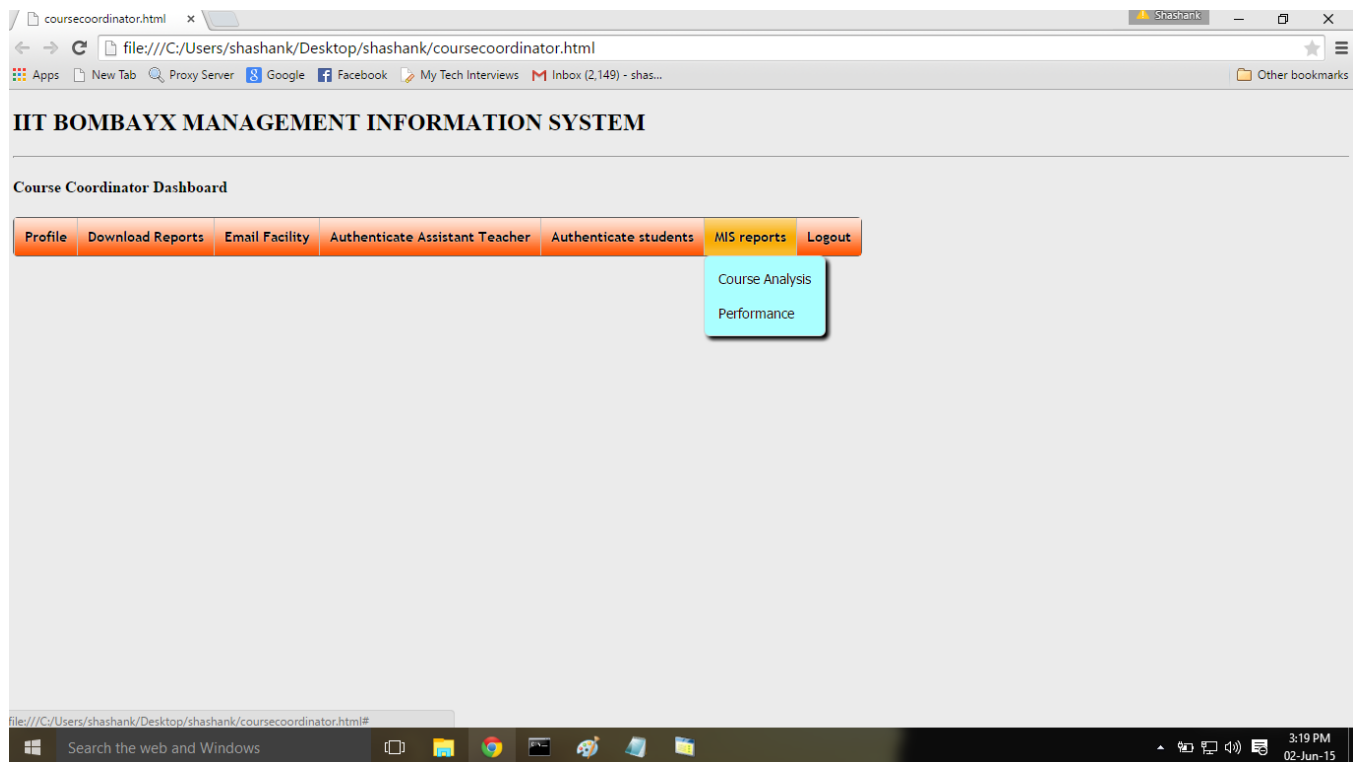 coursecoordinator.html
Shashank
file:///C:/Users/shashank/Desktop/shashank/coursecoordinator.html
Apps New Tab Proxy Server Google Facebook My Tech Interviews Inbox (2,149) - shas... Other bookmarks
IIT BOMBAYX MANAGEMENT INFORMATION SYSTEM
Course Coordinator Dashboard
Profile Download Reports Email Facility Authenticate Assistant Teacher Authenticate students MIS reports Logout
Course Analysis
Performance
file:///C:/Users/shashank/Desktop/shashank/coursecoordinator.html#
Search the web and Windows
3:19 PM
02-Jun-15